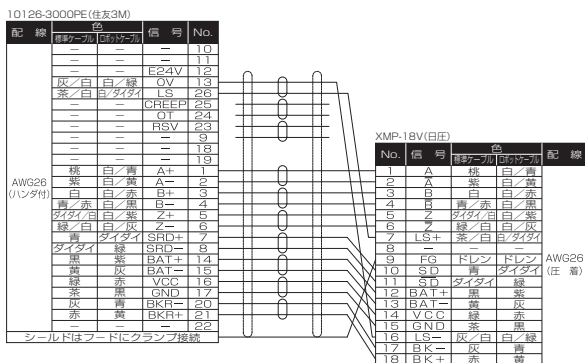 10126-3000PE(住友3M)
配 線 色 信 号 No.
標準ケーブル ロボットケーブル
— — — 10
— — — 11
— — E24V 12
灰/白 白/緑 OV 13
茶/白 白/ダイダイ LS 26
— — CREEP 25
— — OT 24
— — RSV 23
— — — 9
— — — 18
— — — 19
桃 白/青 A+ 1
紫 白/黄 A− 2
白 白/赤 B+ 3
青/赤 白/黒 B− 4
ダイダイ/白 白/紫 Z+ 5
緑/白 白/灰 Z− 6
青 ダイダイ SRD+ 7
ダイダイ 緑 SRD− 8
黒 紫 BAT+ 14
黄 灰 BAT− 15
緑 赤 VCC 16
茶 黒 GND 17
灰 青 BKR− 20
赤 黄 BKR+ 21
— — — 22
AWG26
(ハンダ付)
シールドはフードにクランプ接続
XMP-18V(日圧)
No. 信 号 色 配 線
標準ケーブル ロボットケーブル
1 A 桃 白/青
2 A̅ 紫 白/黄
3 B 白 白/赤
4 B̅ 青/赤 白/黒
5 Z ダイダイ/白 白/紫
6 Z̅ 緑/白 白/灰
7 LS+ 茶/白 白/ダイダイ
8 — — —
9 FG ドレン ドレン
10 SD 青 ダイダイ
11 S̅D̅ ダイダイ 緑
12 BAT+ 黒 紫
13 BAT− 黄 灰
14 VCC 緑 赤
15 GND 茶 黒
16 LS− 灰/白 白/緑
17 BK− 灰 青
18 BK+ 赤 黄
AWG26
(圧 着)